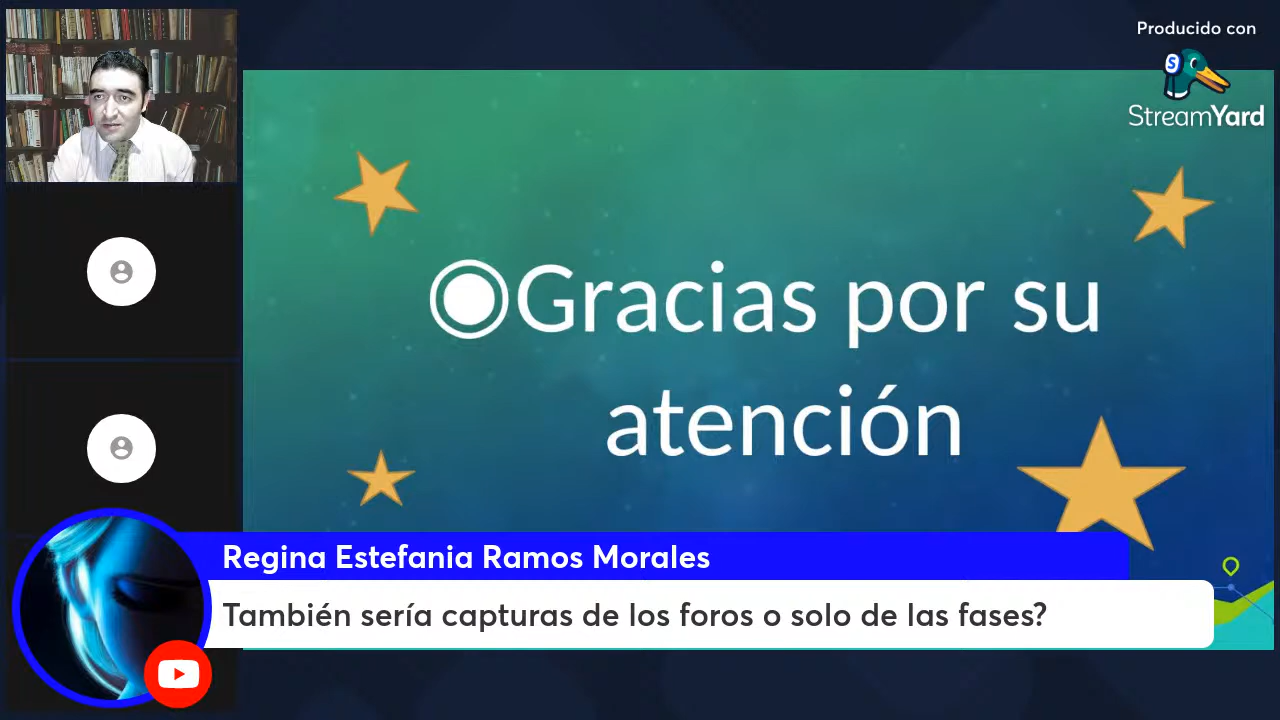 Producido con
StreamYard
Gracias por su
atención
Regina Estefania Ramos Morales
También sería capturas de los foros o solo de las fases?